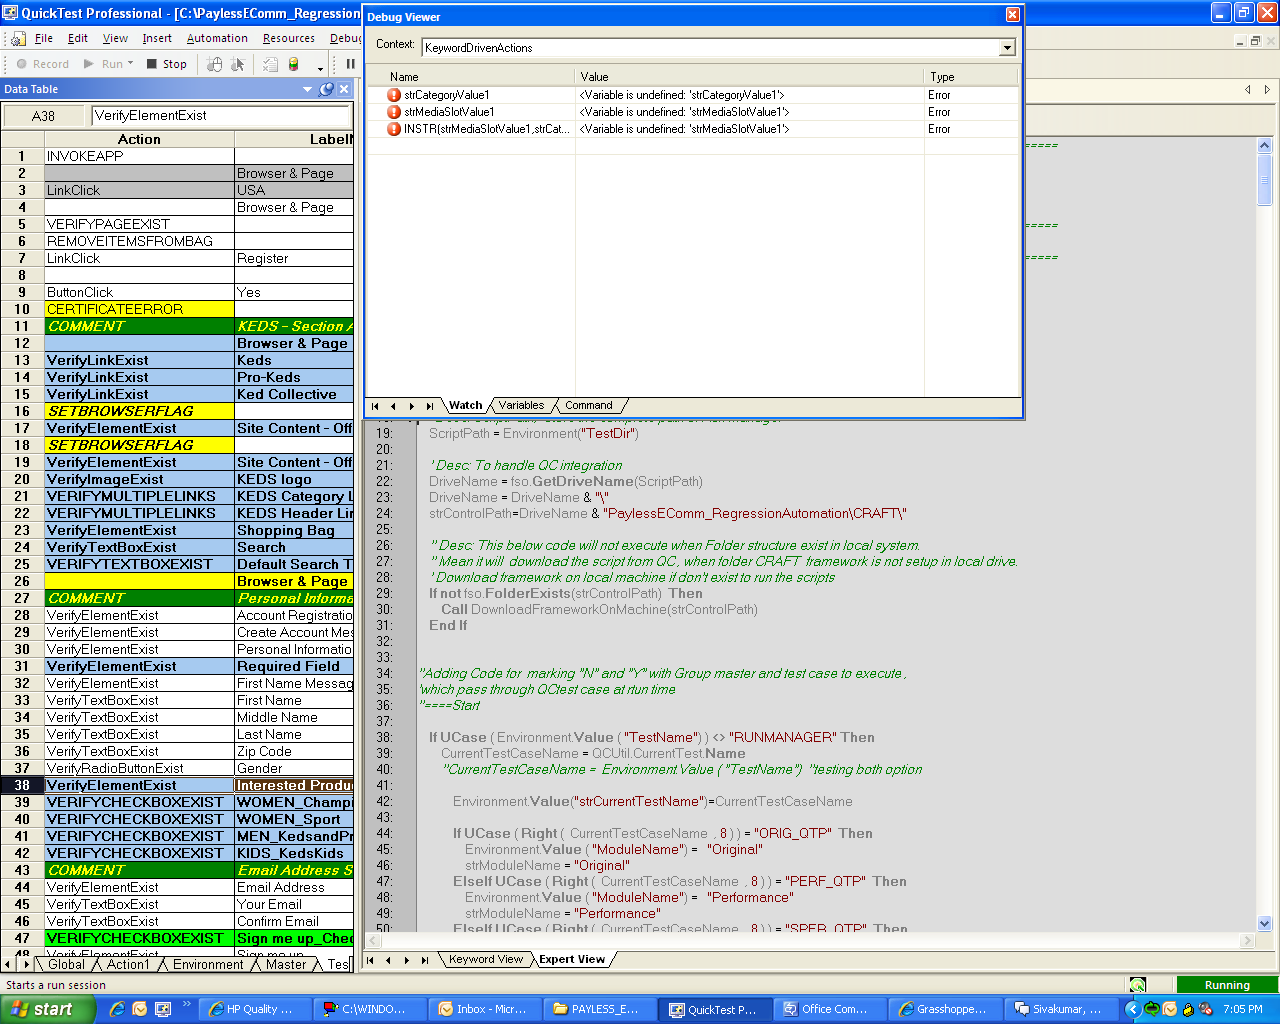 QuickTest Professional - [C:\PaylessEComm_Regression
File Edit View Insert Automation Resources Debug
Record Run Stop
Data Table
A38 VerifyElementExist
Action LabelN
1 INVOKEAPP
2 Browser & Page
3 LinkClick USA
4 Browser & Page
5 VERIFYPAGEEXIST
6 REMOVEITEMSFROMBAG
7 LinkClick Register
8
9 ButtonClick Yes
10 CERTIFICATEERROR
11 COMMENT KEDS - Section A
12 Browser & Page
13 VerifyLinkExist Keds
14 VerifyLinkExist Pro-Keds
15 VerifyLinkExist Ked Collective
16 SETBROWSERFLAG
17 VerifyElementExist Site Content - Off
18 SETBROWSERFLAG
19 VerifyElementExist Site Content - Off
20 VerifyImageExist KEDS logo
21 VERIFYMULTIPLELINKS KEDS Category L
22 VERIFYMULTIPLELINKS KEDS Header Lin
23 VerifyElementExist Shopping Bag
24 VerifyTextBoxExist Search
25 VERIFYTEXTBOXEXIST Default Search T
26 Browser & Page
27 COMMENT Personal Informa
28 VerifyElementExist Account Registratio
29 VerifyElementExist Create Account Mes
30 VerifyElementExist Personal Informatio
31 VerifyElementExist Required Field
32 VerifyElementExist First Name Messag
33 VerifyTextBoxExist First Name
34 VerifyTextBoxExist Middle Name
35 VerifyTextBoxExist Last Name
36 VerifyTextBoxExist Zip Code
37 VerifyRadioButtonExist Gender
38 VerifyElementExist Interested Produ
39 VERIFYCHECKBOXEXIST WOMEN_Champi
40 VERIFYCHECKBOXEXIST WOMEN_Sport
41 VERIFYCHECKBOXEXIST MEN_KedsandPr
42 VERIFYCHECKBOXEXIST KIDS_KedsKids
43 COMMENT Email Address S
44 VerifyElementExist Email Address
45 VerifyTextBoxExist Your Email
46 VerifyTextBoxExist Confirm Email
47 VERIFYCHECKBOXEXIST Sign me up_Chec
48 VerifyElementExist Sign me up
Global Action1 Environment Master Tes
Debug Viewer
Context: KeywordDrivenActions
Name Value Type
strCategoryValue1 <Variable is undefined: 'strCategoryValue1'> Error
strMediaSlotValue1 <Variable is undefined: 'strMediaSlotValue1'> Error
INSTR(strMediaSlotValue1,strCat... <Variable is undefined: 'strMediaSlotValue1'> Error
Watch Variables Command
=====
=====
=====
19: ScriptPath = Environment("TestDir")
20:
21: ' Desc: To handle QC integration
22: DriveName = fso.GetDriveName(ScriptPath)
23: DriveName = DriveName & "\"
24: strControlPath=DriveName & "PaylessEComm_RegressionAutomation\CRAFT\"
25:
26: '' Desc: This below code will not execute when Folder structure exist in local system.
27: '' Mean it will download the script from QC , when folder CRAFT framework is not setup in local drive.
28: ' Download framework on local machine if don't exist to run the scripts
29: If not fso.FolderExists(strControlPath) Then
30: Call DownloadFrameworkOnMachine(strControlPath)
31: End If
32:
33:
34: ''Adding Code for marking "N" and "Y" with Group master and test case to execute ,
35: 'which pass through QCtest case at rtun time
36: ''====Start
37:
38: If UCase ( Environment.Value ( "TestName") ) <> "RUNMANAGER" Then
39: CurrentTestCaseName = QCUtil.CurrentTest.Name
40: ''CurrentTestCaseName = Environment.Value ( "TestName") ''testing both option
41:
42: Environment.Value("strCurrentTestName")=CurrentTestCaseName
43:
44: If UCase ( Right ( CurrentTestCaseName , 8 ) ) = "ORIG_QTP" Then
45: Environment.Value ( "ModuleName") = "Original"
46: strModuleName = "Original"
47: ElseIf UCase ( Right ( CurrentTestCaseName , 8 ) ) = "PERF_QTP" Then
48: Environment.Value ( "ModuleName") = "Performance"
49: strModuleName = "Performance"
50: ElseIf UCase ( Right ( CurrentTestCaseName , 8 ) ) = "SPER_QTP" Then
Keyword View Expert View
Starts a run session Running
start HP Quality ... C:\WINDO... Inbox - Micr... PAYLESS_E... QuickTest P... Office Com... Grasshoppe... Sivakumar, ... 7:05 PM